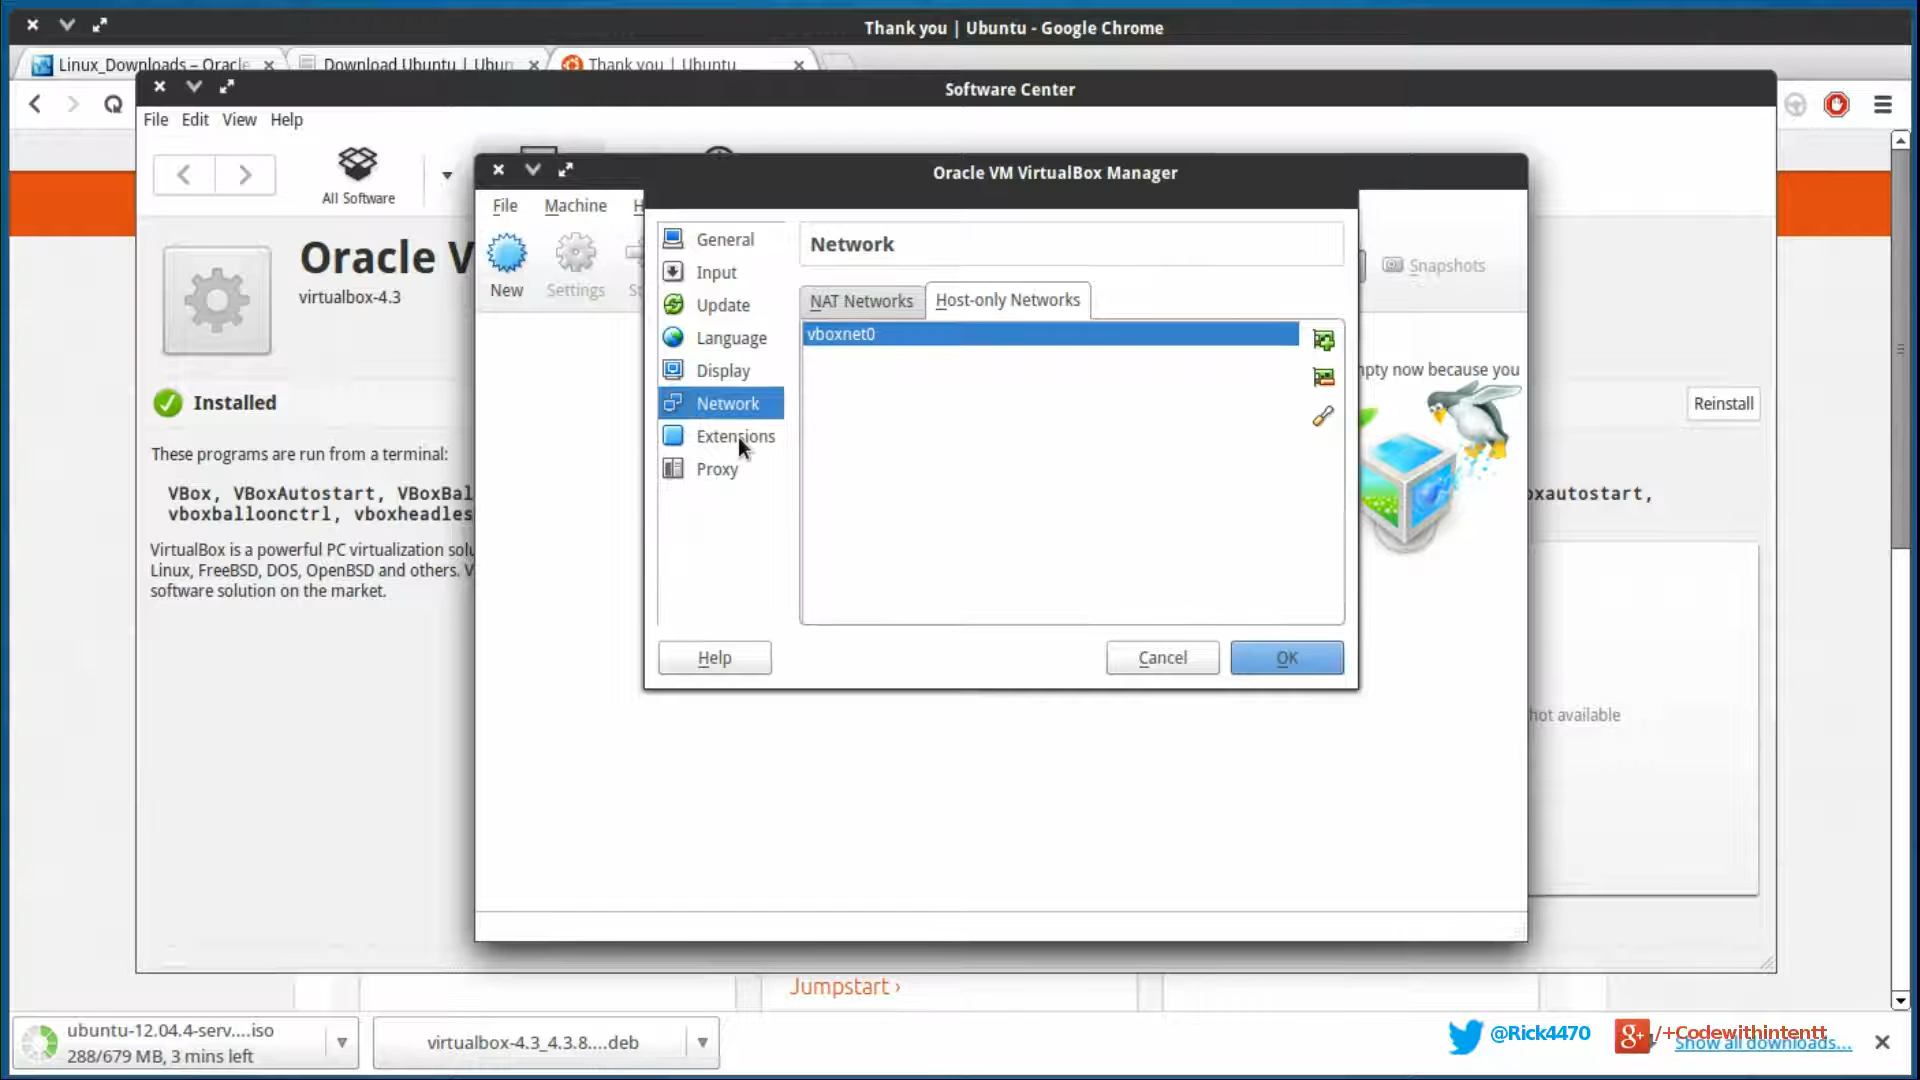 Thank you | Ubuntu - Google Chrome
Linux_Downloads – Oracle
Download Ubuntu | Ubun
Thank you | Ubuntu
Software Center
File Edit View Help
All Software
Oracle VM VirtualBox Manager
File Machine H
New Settings St
Snapshots
General
Input
Update
Language
Display
Network
Extensions
Proxy
Network
NAT Networks
Host-only Networks
vboxnet0
Help
Cancel
OK
mpty now because you
Oracle V
virtualbox-4.3
Installed
Reinstall
These programs are run from a terminal:
VBox, VBoxAutostart, VBoxBal
xautostart,
vboxballoonctrl, vboxheadles
VirtualBox is a powerful PC virtualization solu
Linux, FreeBSD, DOS, OpenBSD and others. V
software solution on the market.
hot available
Jumpstart ›
ubuntu-12.04.4-serv....iso
288/679 MB, 3 mins left
virtualbox-4.3_4.3.8....deb
@Rick4470
g+ /+Codewithintentt
Show all downloads...